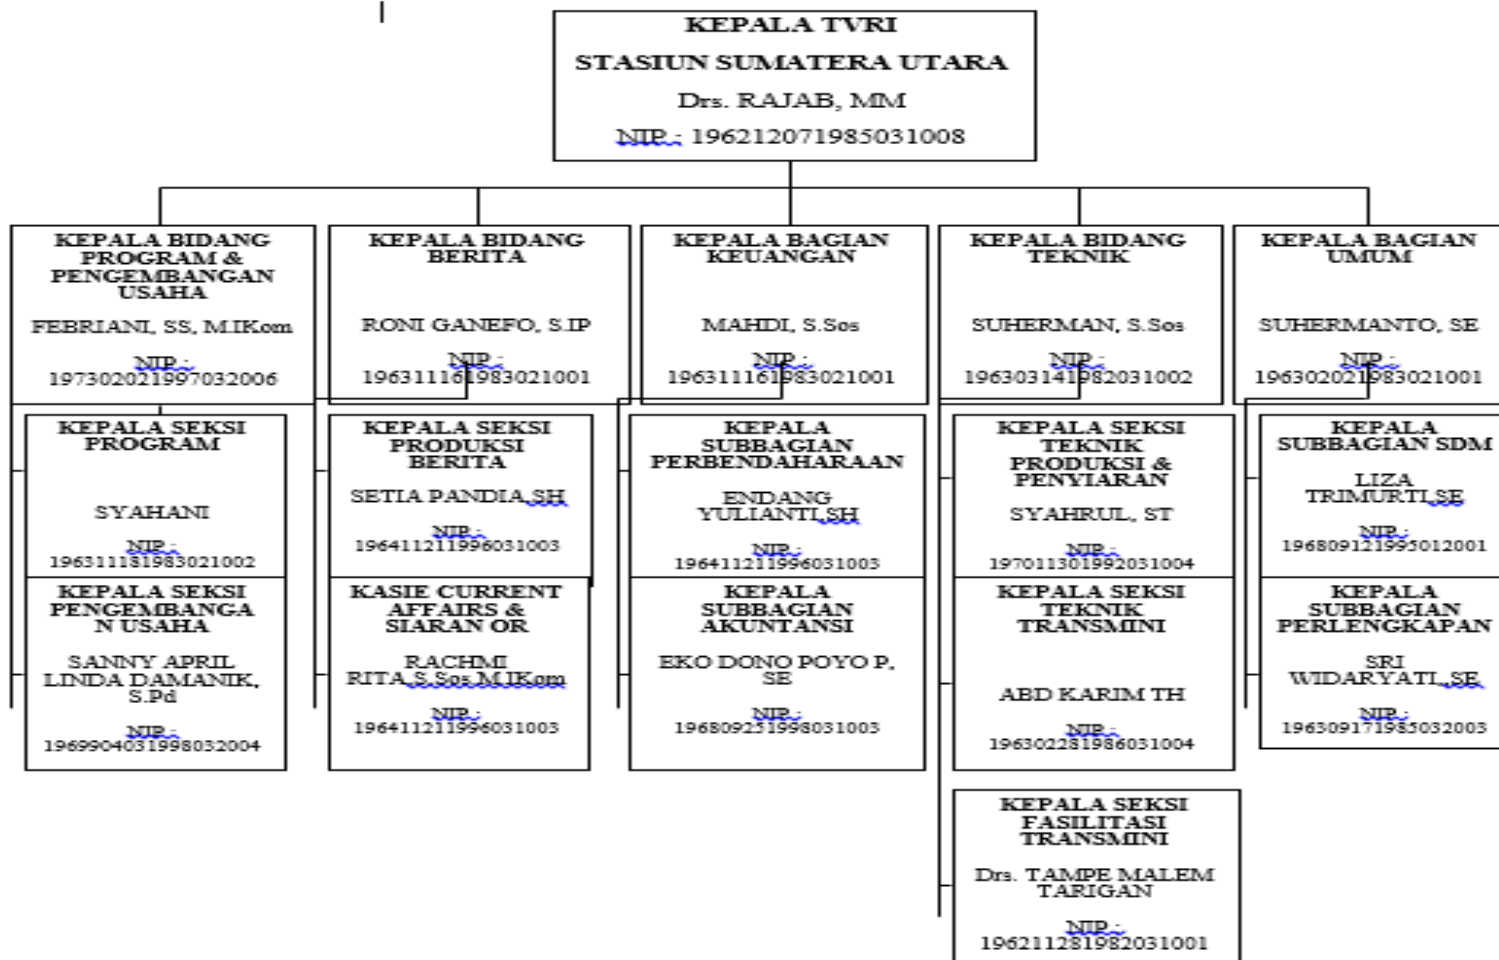 KEPALA TVRI
STASIUN SUMATERA UTARA
Drs. RAJAB, MM
NIP.: 196212071985031008
KEPALA BIDANG
PROGRAM &
PENGEMBANGAN
USAHA
FEBRIANI, SS, M.IKom
NIP.:
197302021997032006
KEPALA BIDANG
BERITA
RONI GANEFO, S.IP
NIP.:
196311161983021001
KEPALA BAGIAN
KEUANGAN
MAHDI, S.Sos
NIP.:
196311161983021001
KEPALA BIDANG
TEKNIK
SUHERMAN, S.Sos
NIP.:
196303141982031002
KEPALA BAGIAN
UMUM
SUHERMANTO, SE
NIP.:
196302021983021001
KEPALA SEKSI
PROGRAM
SYAHANI
NIP.:
196311181983021002
KEPALA SEKSI
PRODUKSI
BERITA
SETIA PANDIA,SH
NIP.:
196411211996031003
KEPALA
SUBBAGIAN
PERBENDAHARAAN
ENDANG
YULIANTI,SH
NIP.:
196411211996031003
KEPALA SEKSI
TEKNIK
PRODUKSI &
PENYIARAN
SYAHRUL, ST
NIP.:
197011301992031004
KEPALA
SUBBAGIAN SDM
LIZA
TRIMURTI,SE
NIP.:
196809121995012001
KEPALA SEKSI
PENGEMBANGA
N USAHA
SANNY APRIL
LINDA DAMANIK,
S.Pd
NIP.:
1969904031998032004
KASIE CURRENT
AFFAIRS &
SIARAN OR
RACHMI
RITA,S.Sos,M.IKom
NIP.:
196411211996031003
KEPALA
SUBBAGIAN
AKUNTANSI
EKO DONO POYO P,
SE
NIP.:
196809251998031003
KEPALA SEKSI
TEKNIK
TRANSMINI
ABD KARIM TH
NIP.:
196302281986031004
KEPALA
SUBBAGIAN
PERLENGKAPAN
SRI
WIDARYATI,,SE
NIP.:
196309171985032003
KEPALA SEKSI
FASILITASI
TRANSMINI
Drs. TAMPE MALEM
TARIGAN
NIP.:
196211281982031001